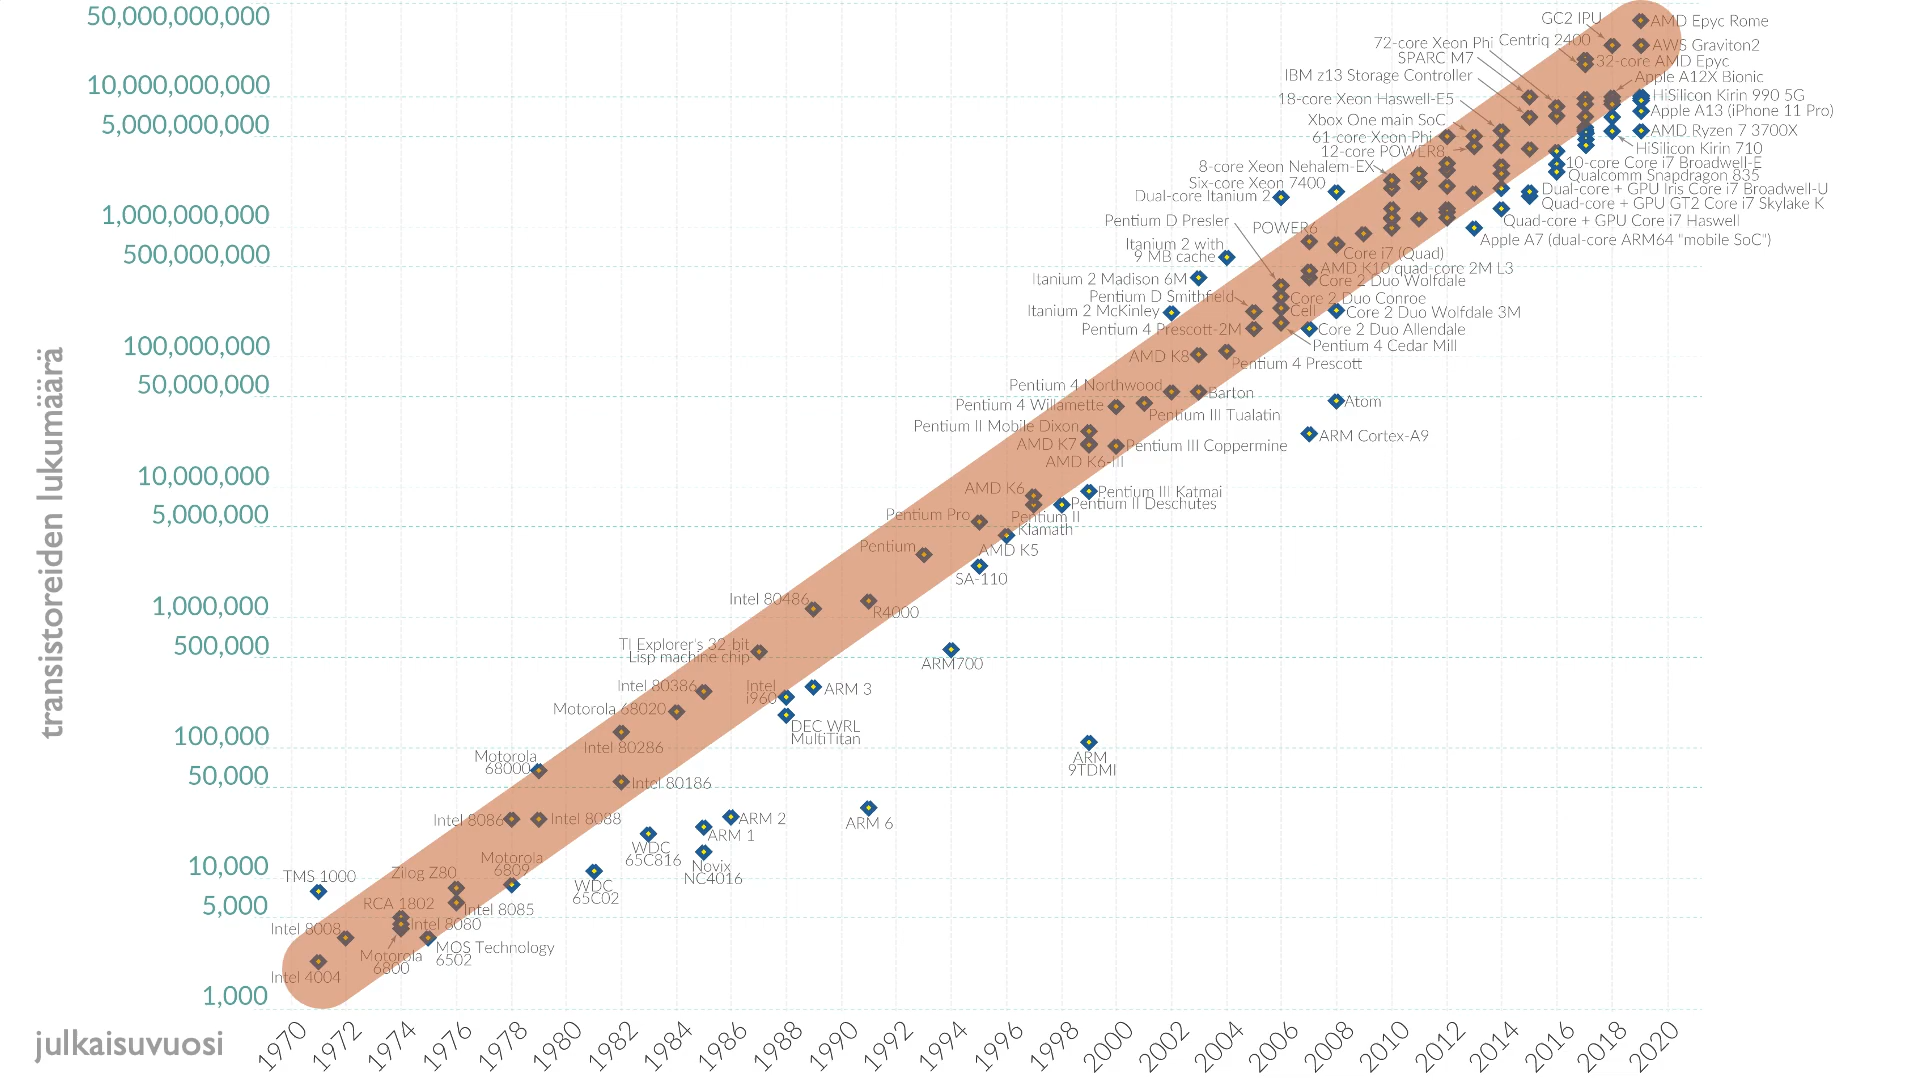 50,000,000,000
10,000,000,000
5,000,000,000
1,000,000,000
500,000,000
100,000,000
50,000,000
10,000,000
5,000,000
1,000,000
500,000
100,000
50,000
10,000
5,000
1,000
transistoreiden lukumäärä
julkaisuvuosi
1970
1972
1974
1976
1978
1980
1982
1984
1986
1988
1990
1992
1994
1996
1998
2000
2002
2004
2006
2008
2010
2012
2014
2016
2018
2020
GC2 IPU
AMD Epyc Rome
72-core Xeon Phi
Centriq 2400
AWS Graviton2
SPARC M7
32-core AMD Epyc
IBM z13 Storage Controller
Apple A12X Bionic
18-core Xeon Haswell-E5
HiSilicon Kirin 990 5G
Apple A13 (iPhone 11 Pro)
Xbox One main SoC
61-core Xeon Phi
AMD Ryzen 7 3700X
12-core POWER8
HiSilicon Kirin 710
8-core Xeon Nehalem-EX
10-core Core i7 Broadwell-E
Qualcomm Snapdragon 835
Six-core Xeon 7400
Dual-core Itanium 2
Dual-core + GPU Iris Core i7 Broadwell-U
Quad-core + GPU GT2 Core i7 Skylake K
Pentium D Presler
POWER6
Quad-core + GPU Core i7 Haswell
Apple A7 (dual-core ARM64 "mobile SoC")
Itanium 2 with
9 MB cache
Core i7 (Quad)
AMD K10 quad-core 2M L3
Itanium 2 Madison 6M
Core 2 Duo Wolfdale
Pentium D Smithfield
Core 2 Duo Conroe
Itanium 2 McKinley
Cell
Core 2 Duo Wolfdale 3M
Pentium 4 Prescott-2M
Core 2 Duo Allendale
Pentium 4 Cedar Mill
AMD K8
Pentium 4 Prescott
Pentium 4 Northwood
Barton
Atom
Pentium 4 Willamette
Pentium III Tualatin
Pentium II Mobile Dixon
ARM Cortex-A9
AMD K7
Pentium III Coppermine
AMD K6-III
AMD K6
Pentium III Katmai
Pentium II Deschutes
Pentium Pro
Pentium II
Klamath
Pentium
AMD K5
SA-110
Intel 80486
R4000
TI Explorer's 32-bit
Lisp machine chip
ARM700
Intel 80386
Intel
i960
ARM 3
Motorola 68020
DEC WRL
MultiTitan
Intel 80286
ARM
9TDMI
Motorola
68000
Intel 80186
Intel 8086
Intel 8088
ARM 2
ARM 1
ARM 6
WDC
65C816
Novix
NC4016
Motorola
6809
WDC
65C02
TMS 1000
Zilog Z80
RCA 1802
Intel 8085
Intel 8008
Intel 8080
MOS Technology
6502
Motorola
6800
Intel 4004